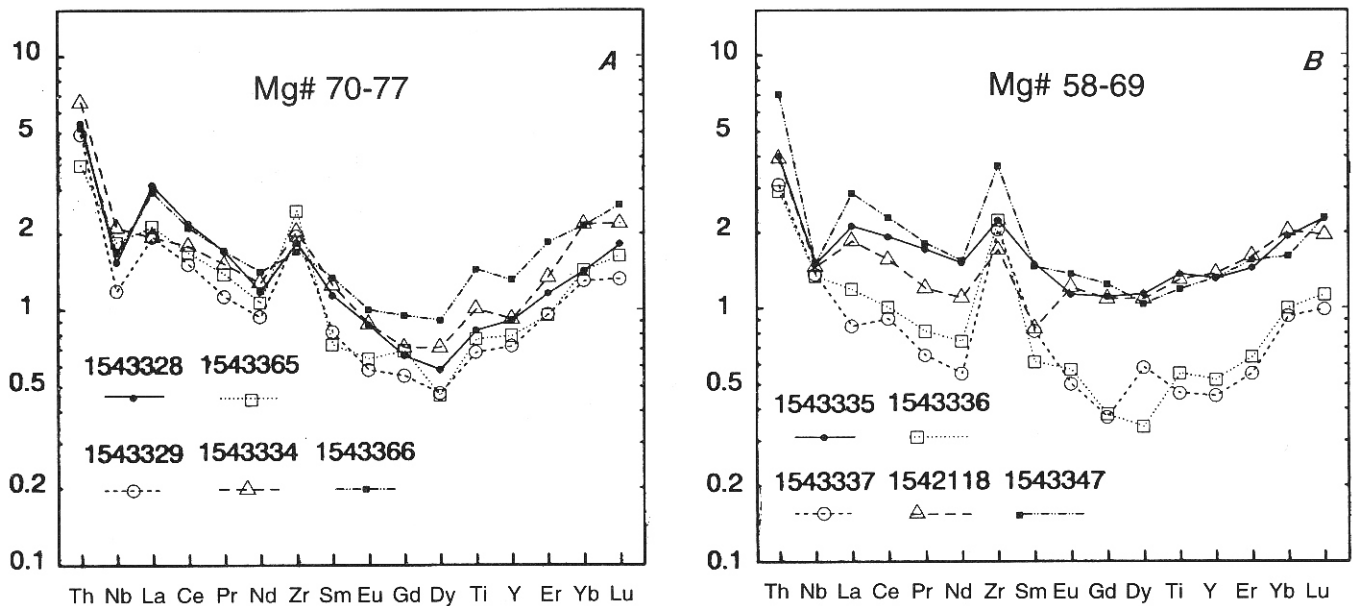 A
Mg# 70-77
10
5
2
1
0.5
0.2
0.1
1543328 1543365
1543329 1543334 1543366
Th Nb La Ce Pr Nd Zr Sm Eu Gd Dy Ti Y Er Yb Lu
B
Mg# 58-69
10
5
2
1
0.5
0.2
0.1
1543335 1543336
1543337 1542118 1543347
Th Nb La Ce Pr Nd Zr Sm Eu Gd Dy Ti Y Er Yb Lu